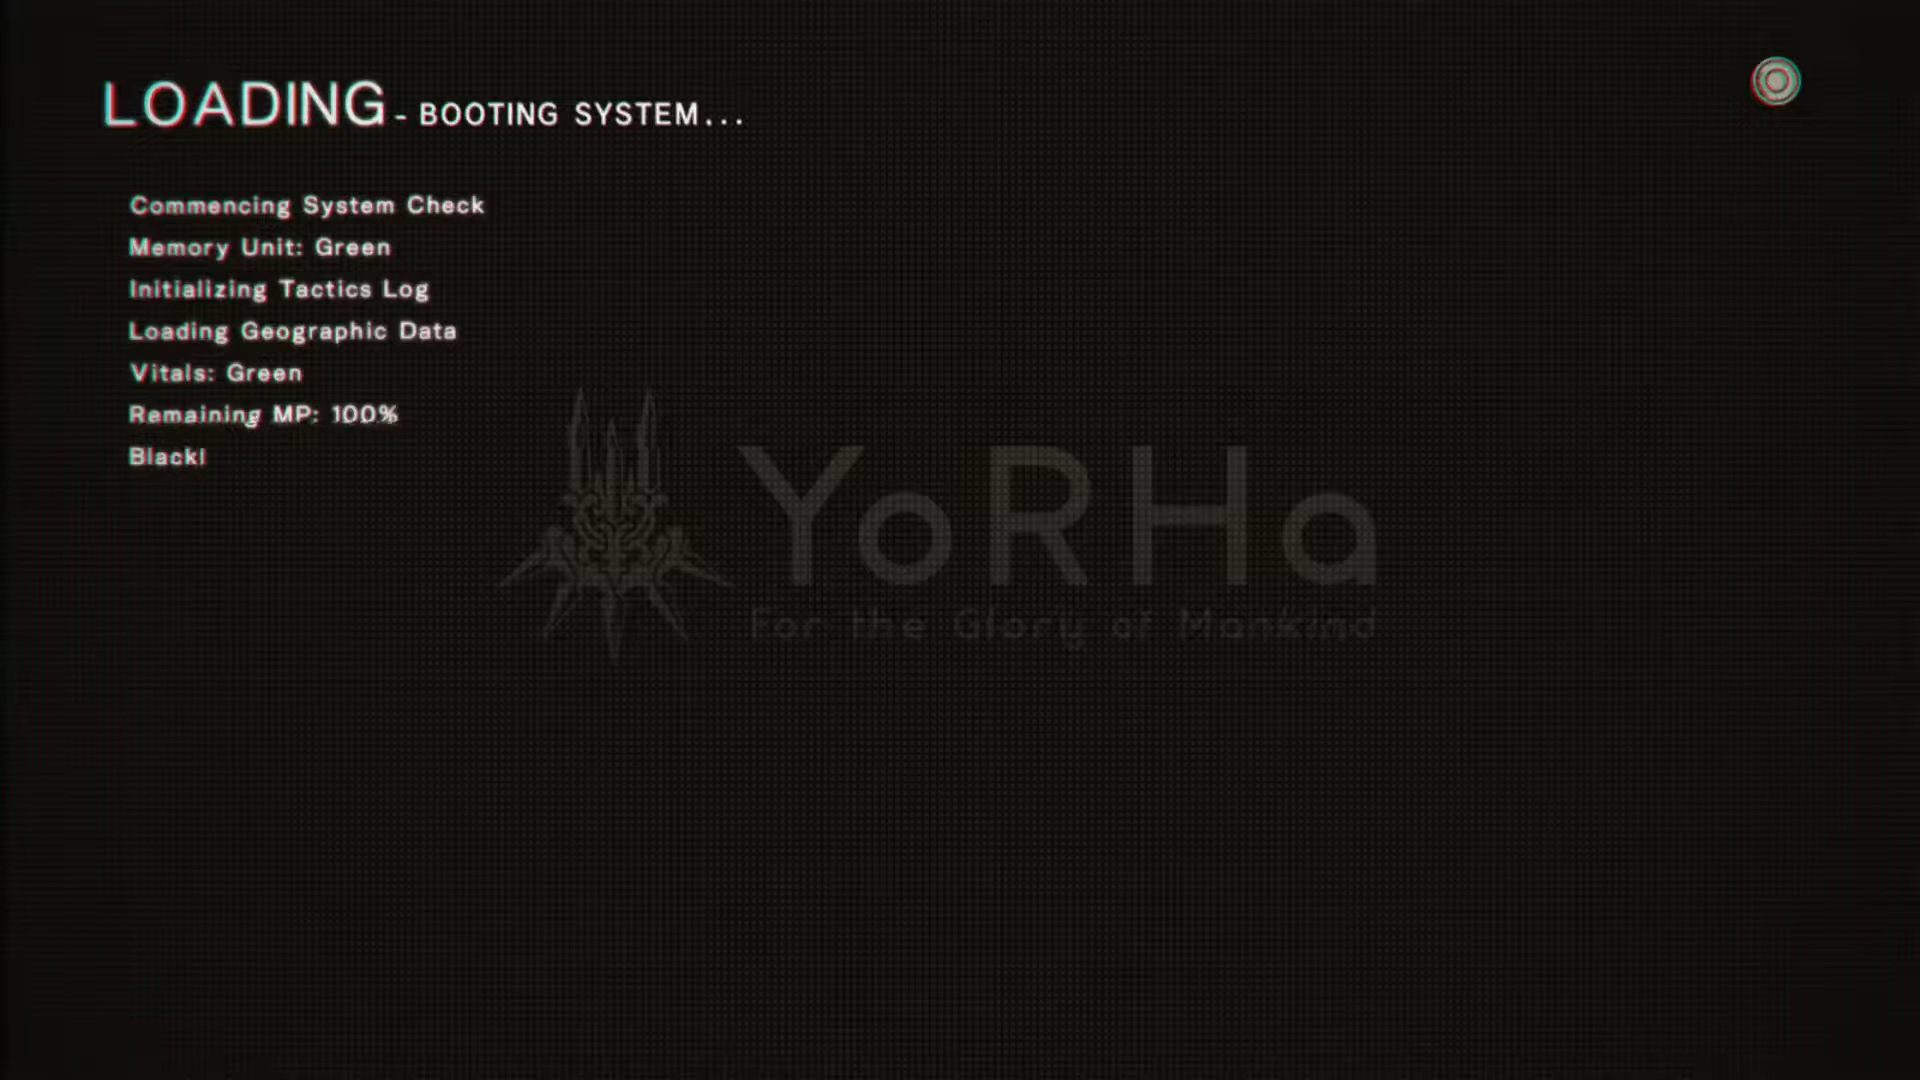 LOADING - BOOTING SYSTEM...
Commencing System Check
Memory Unit: Green
Initializing Tactics Log
Loading Geographic Data
Vitals: Green
Remaining MP: 100%
Blackl
YoRHa
For the Glory of Mankind